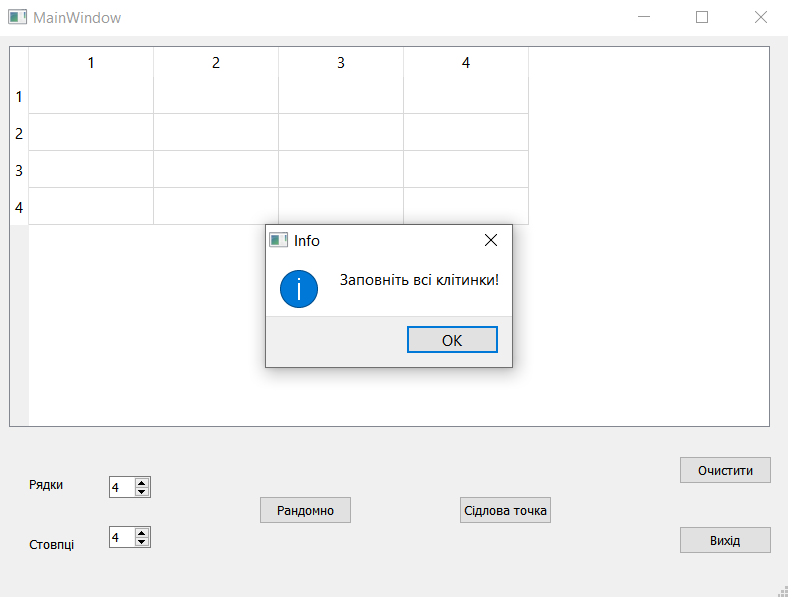 MainWindow
1 2 3 4
1
2
3
4
Info
Заповніть всі клітинки!
OK
Рядки
4
Стовпці
4
Рандомно
Сідлова точка
Очистити
Вихід